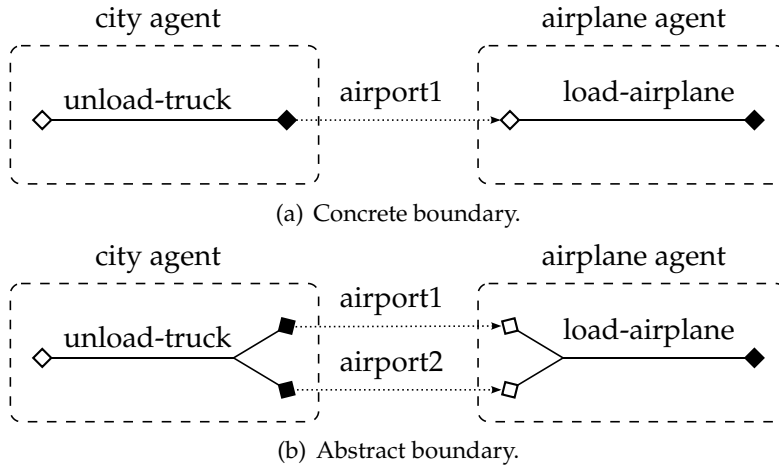 city agent airplane agent
unload-truck airport1 load-airplane
(a) Concrete boundary.
city agent airplane agent
airport1
unload-truck load-airplane
airport2
(b) Abstract boundary.